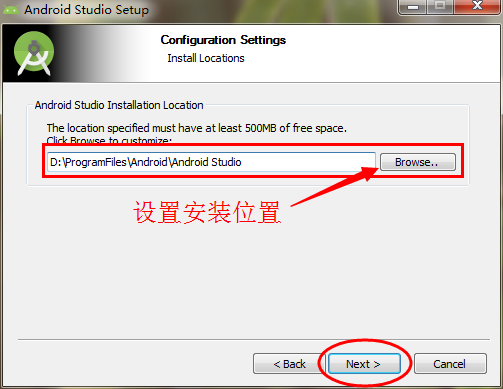 Android Studio Setup
Configuration Settings
Install Locations
Android Studio Installation Location
The location specified must have at least 500MB of free space.
Click Browse to customize:
D:\ProgramFiles\Android\Android Studio
Browse..
设置安装位置
< Back
Next >
Cancel